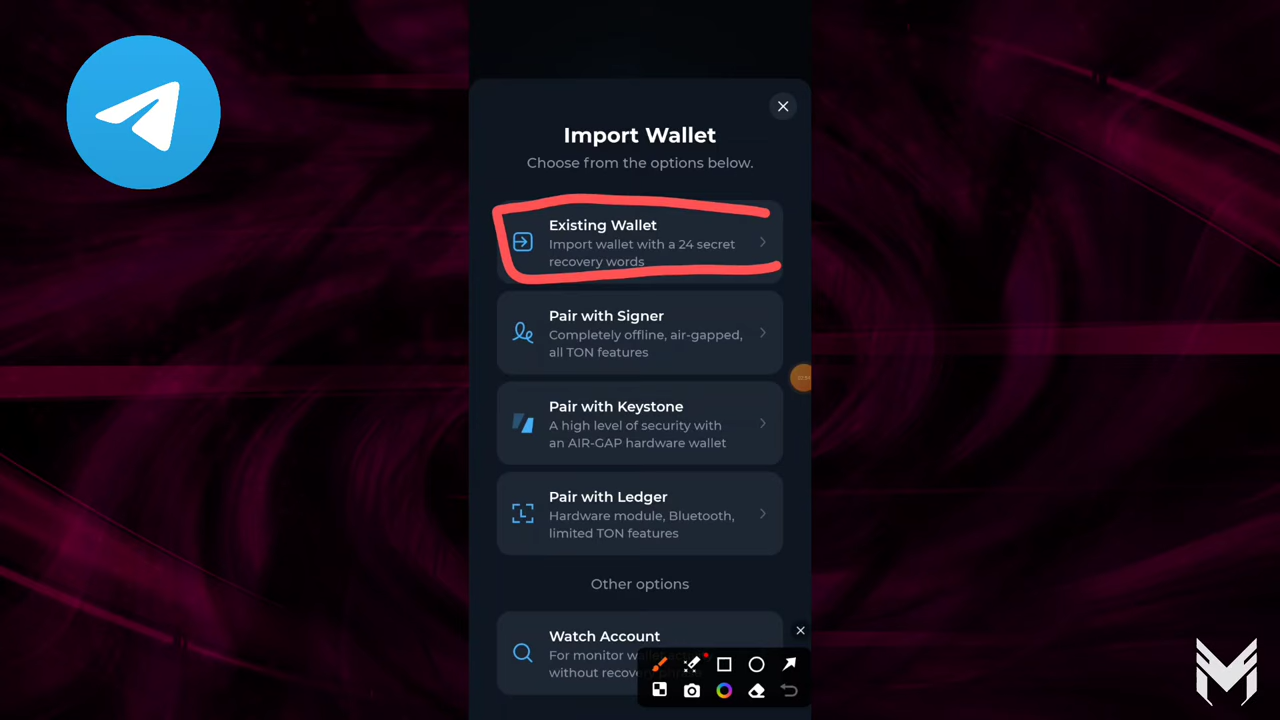 Import Wallet
Choose from the options below.
Existing Wallet
Import wallet with a 24 secret
recovery words
Pair with Signer
Completely offline, air-gapped,
all TON features
Pair with Keystone
A high level of security with
an AIR-GAP hardware wallet
Pair with Ledger
Hardware module, Bluetooth,
limited TON features
Other options
Watch Account
For monitor
without